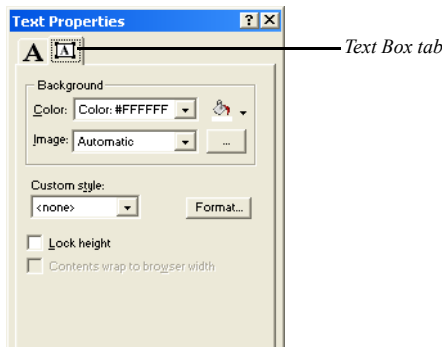 Text Properties
A A
Text Box tab
Background
Color: Color: #FFFFFF
Image: Automatic ...
Custom style:
<none> Format...
Lock height
Contents wrap to browser width